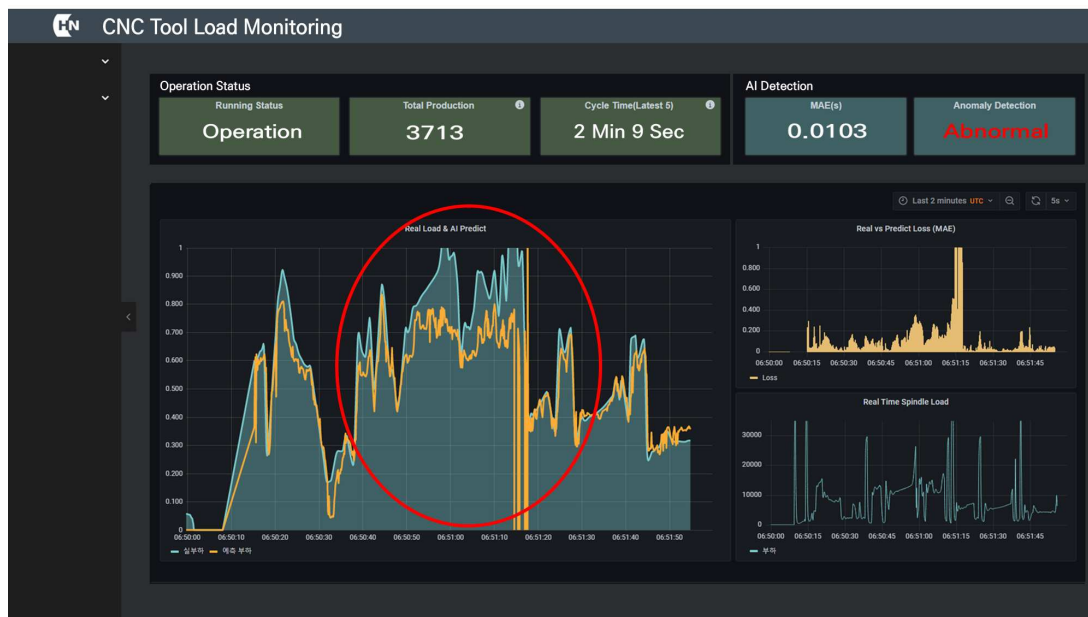 HN CNC Tool Load Monitoring
Operation Status
AI Detection
Running Status
Operation
Total Production
3713
Cycle Time(Latest 5)
2 Min 9 Sec
MAE(s)
0.0103
Anomaly Detection
Abnormal
Last 2 minutes UTC
5s
Real Load & AI Predict
1
0.900
0.800
0.700
0.600
0.500
0.400
0.300
0.200
0.100
0
06:50:00 06:50:10 06:50:20 06:50:30 06:50:40 06:50:50 06:51:00 06:51:10 06:51:20 06:51:30 06:51:40 06:51:50
실부하 예측 부하
Real vs Predict Loss (MAE)
1
0.800
0.600
0.400
0.200
0
06:50:00 06:50:15 06:50:30 06:50:45 06:51:00 06:51:15 06:51:30 06:51:45
Loss
Real Time Spindle Load
30000
20000
10000
0
06:50:00 06:50:15 06:50:30 06:50:45 06:51:00 06:51:15 06:51:30 06:51:45
부하